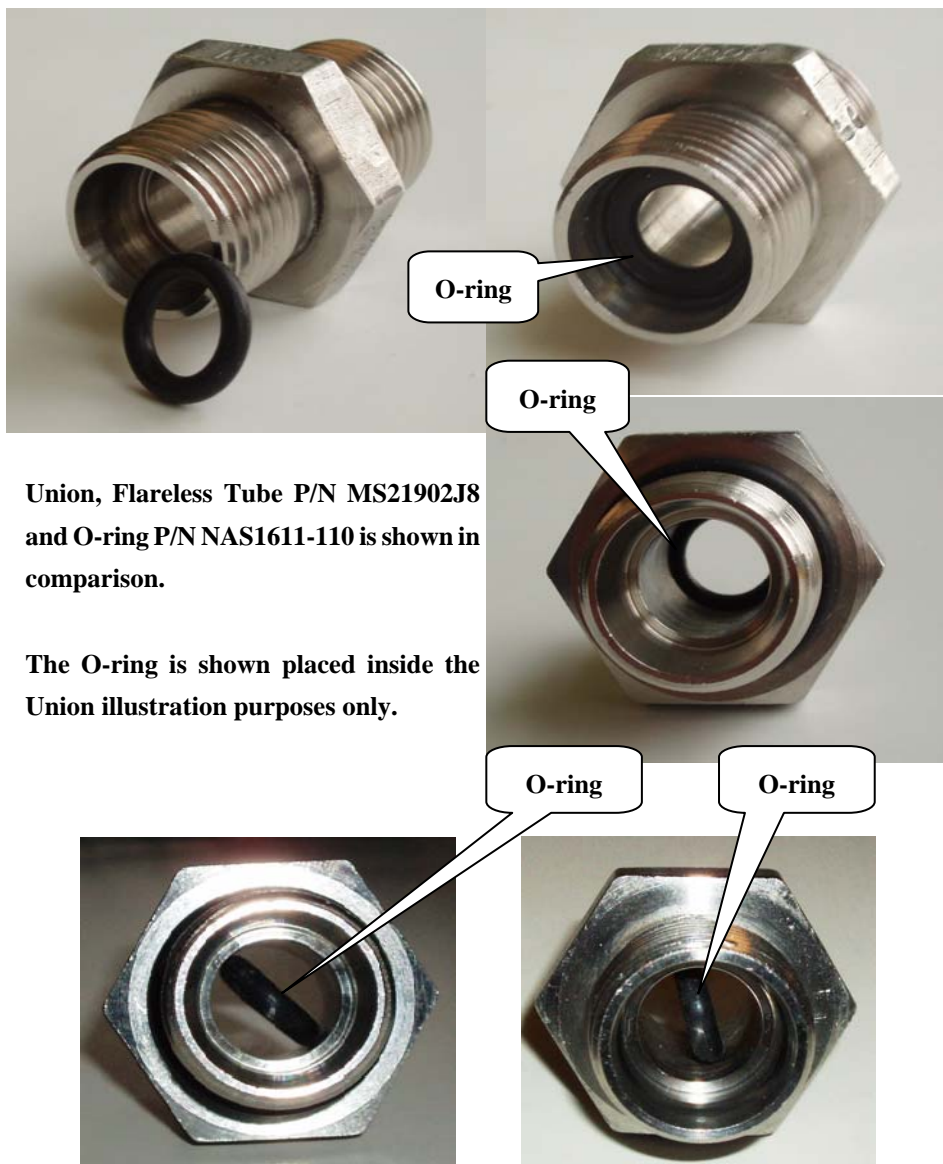 O-ring
O-ring
Union, Flareless Tube P/N MS21902J8
and O-ring P/N NAS1611-110 is shown in
comparison.
The O-ring is shown placed inside the
Union illustration purposes only.
O-ring
O-ring